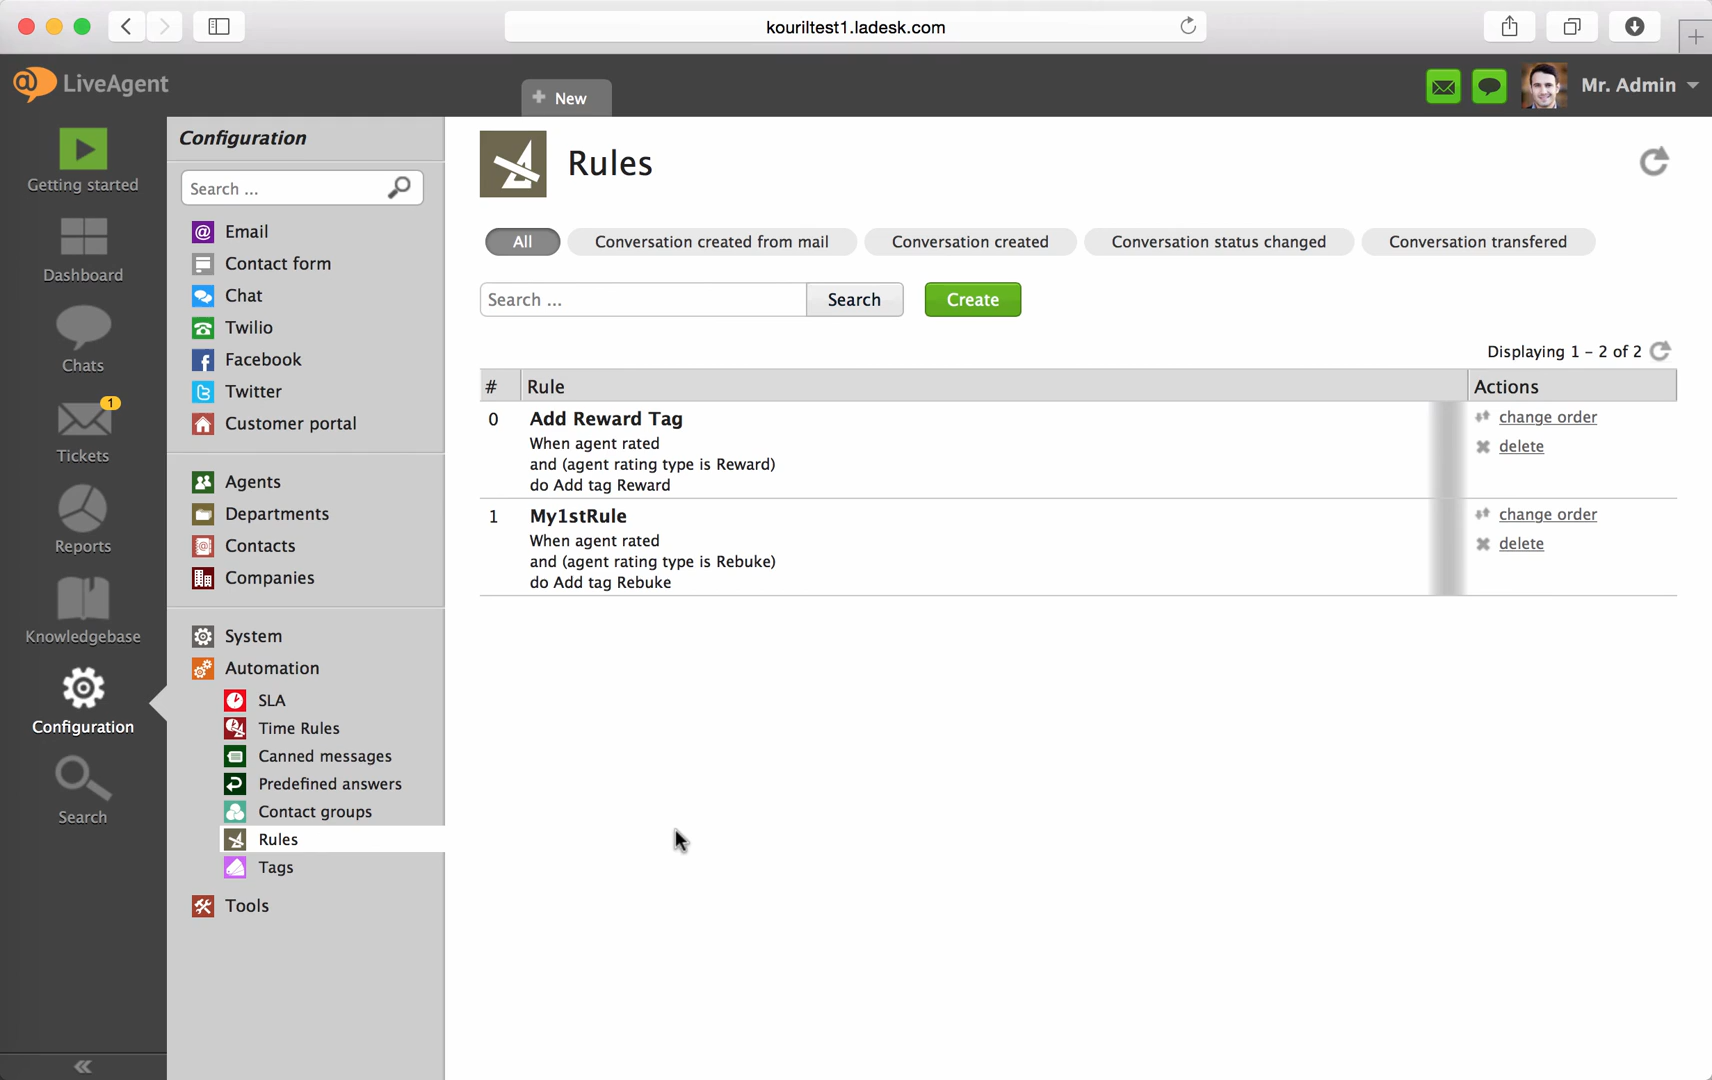 kouriltest1.ladesk.com
LiveAgent
New
Mr. Admin
Getting started
Dashboard
Chats
1
Tickets
Reports
Knowledgebase
Configuration
Search
Configuration
Search ...
Email
Contact form
Chat
Twilio
Facebook
Twitter
Customer portal
Agents
Departments
Contacts
Companies
System
Automation
SLA
Time Rules
Canned messages
Predefined answers
Contact groups
Rules
Tags
Tools
Rules
All Conversation created from mail Conversation created Conversation status changed Conversation transfered
Search ... Search Create
Displaying 1 – 2 of 2
# Rule Actions
0 Add Reward Tag change order
When agent rated
and (agent rating type is Reward) delete
do Add tag Reward
1 My1stRule change order
When agent rated delete
and (agent rating type is Rebuke)
do Add tag Rebuke